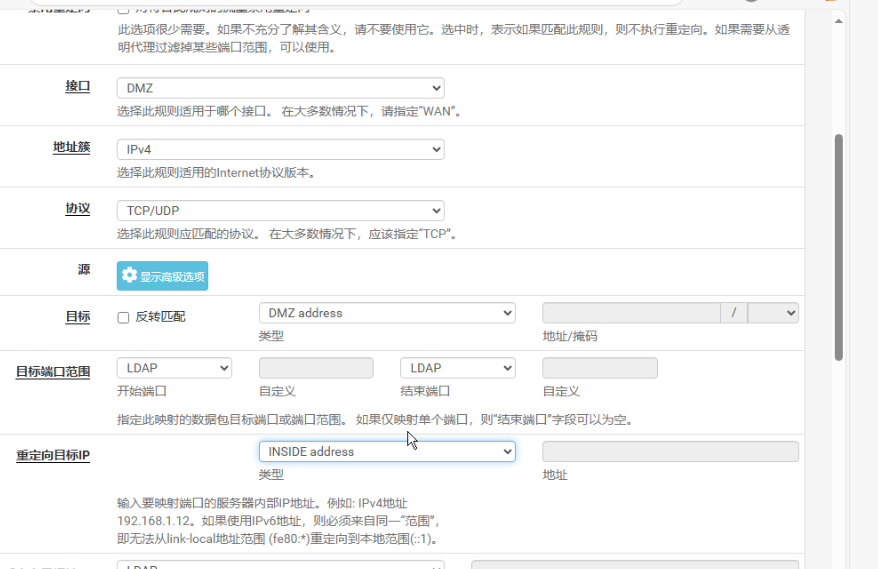 此选项很少需要。如果不充分了解其含义，请不要使用它。选中时，表示如果匹配此规则，则不执行重定向。如果需要从透
明代理过滤掉某些端口范围，可以使用。
接口
DMZ
选择此规则适用于哪个接口。 在大多数情况下，请指定"WAN"。
地址簇
IPv4
选择此规则适用的Internet协议版本。
协议
TCP/UDP
选择此规则应匹配的协议。 在大多数情况下，应该指定"TCP"。
源
显示高级选项
目标
反转匹配
DMZ address
/
类型
地址/掩码
目标端口范围
LDAP
LDAP
开始端口
自定义
结束端口
自定义
指定此映射的数据包目标端口或端口范围。 如果仅映射单个端口，则"结束端口"字段可以为空。
重定向目标IP
INSIDE address
类型
地址
输入要映射端口的服务器内部IP地址。例如: IPv4地址
192.168.1.12。如果使用IPv6地址，则必须来自同一"范围"，
即无法从link-local地址范围 (fe80:*)重定向到本地范围(::1)。
LDAP